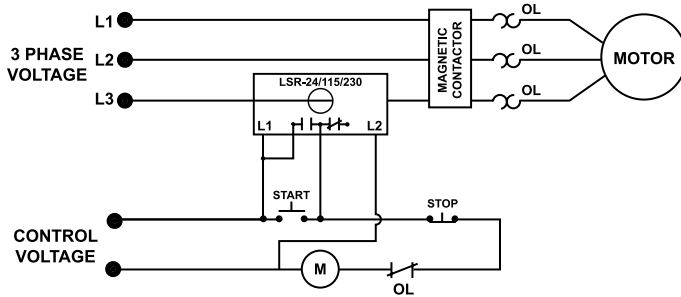 L1
OL
3 PHASE
VOLTAGE
L2
OL
MAGNETIC
CONTACTOR
MOTOR
LSR-24/115/230
L3
OL
L1
L2
START
STOP
CONTROL
VOLTAGE
M
OL